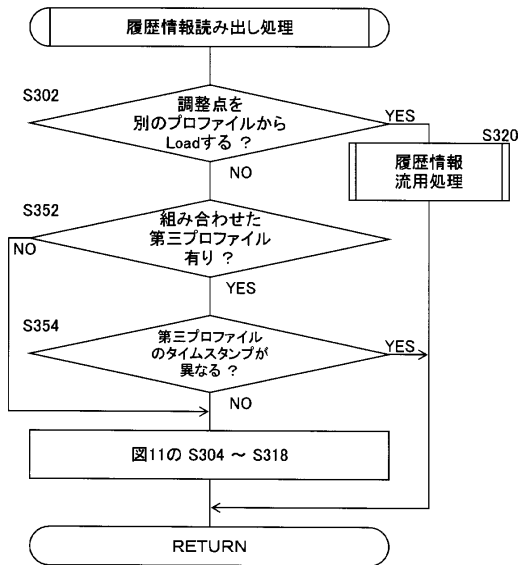 履歴情報読み出し処理
S302
調整点を
別のプロファイルから
Loadする ?
YES
NO
S320
履歴情報
流用処理
S352
組み合わせた
第三プロファイル
有り ?
NO
YES
S354
第三プロファイル
のタイムスタンプが
異なる ?
YES
NO
図11の S304 ～ S318
RETURN